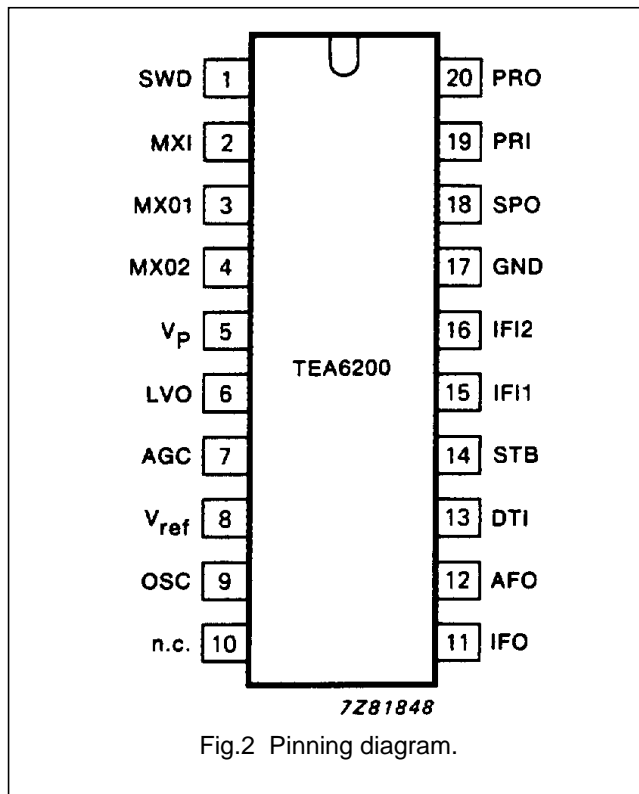 SWD 1 20 PRO
MXI 2 19 PRI
MX01 3 18 SPO
MX02 4 17 GND
VP 5 16 IFI2
TEA6200
LVO 6 15 IFI1
AGC 7 14 STB
Vref 8 13 DTI
OSC 9 12 AFO
n.c. 10 11 IFO
7Z81848
Fig.2 Pinning diagram.